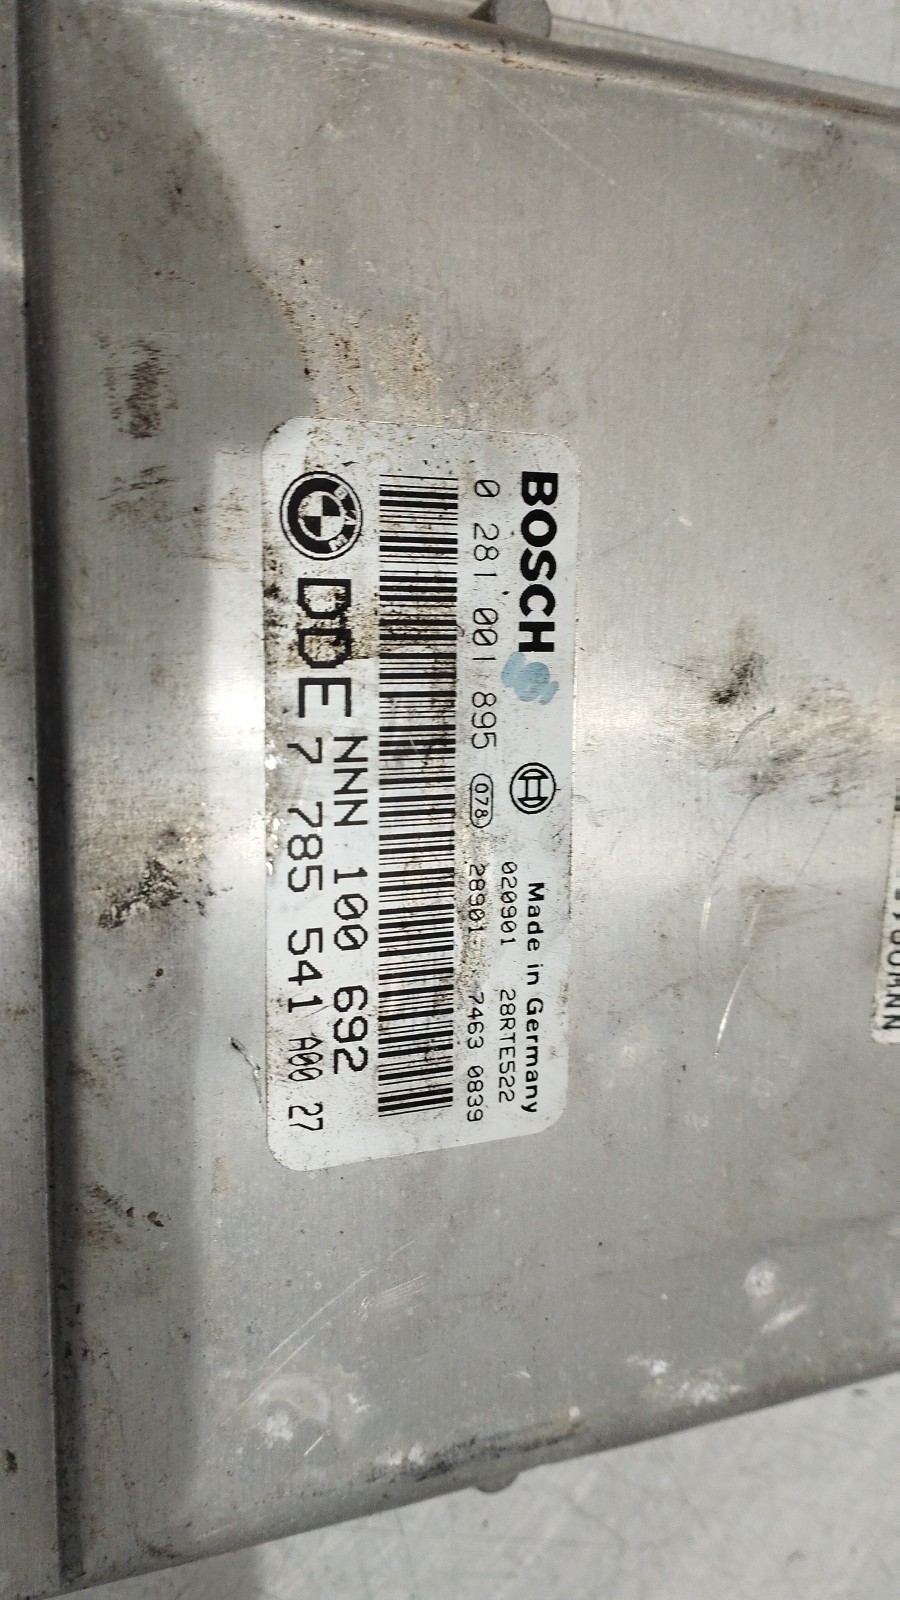 BOSCH
Made in Germany
020901 28RTE522
0 281 001 895 078 28901- 7463 0839
NNN 100 692
DDE 7 785 541 A00 27